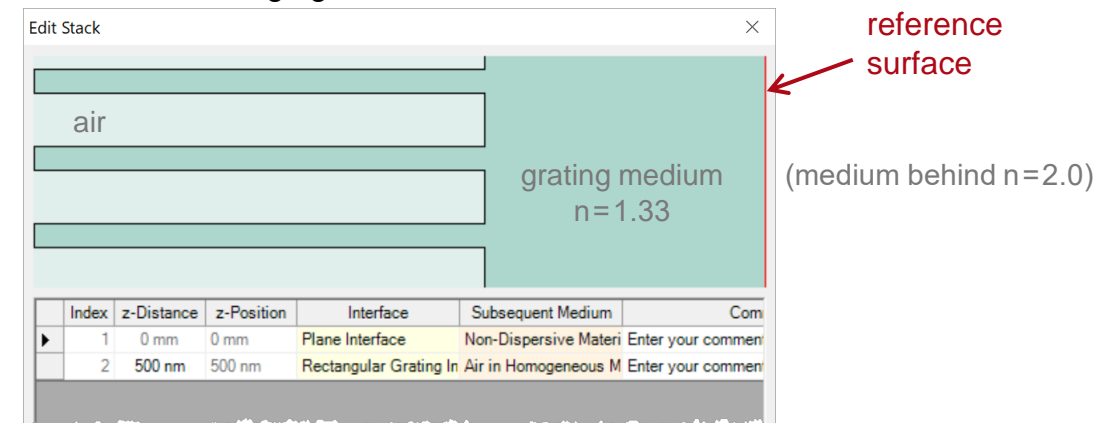 Edit Stack
reference
surface
air
grating medium
n=1.33
(medium behind n=2.0)
Index z-Distance z-Position Interface Subsequent Medium Com
1 0 mm 0 mm Plane Interface Non-Dispersive Materi Enter your commen
2 500 nm 500 nm Rectangular Grating In Air in Homogeneous M Enter your commen